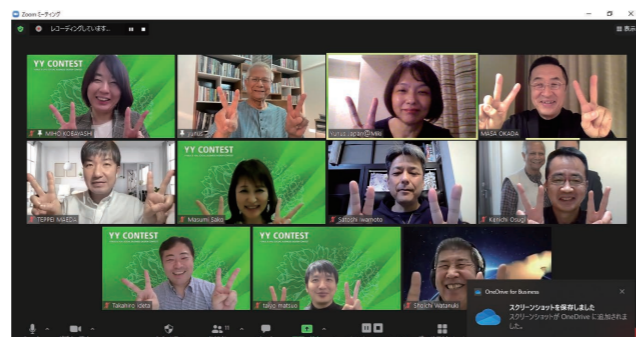 Zoom ミーティング
レコーディングしています...
表示
YY CONTEST
MIHO KOBAYASHI
YUNUS
MASA OKADA
TEPPEI MAEDA
YY CONTEST
Masumi Sako
Satoshi Iwamoto
Kenichi Osugi
YY CONTEST
Takahiro Ideta
YY CONTEST
taiyo matsuo
Shoichi Watanuki
OneDrive for Business
スクリーンショットを保存しました
スクリーンショットが OneDrive に追加されま
した。
11